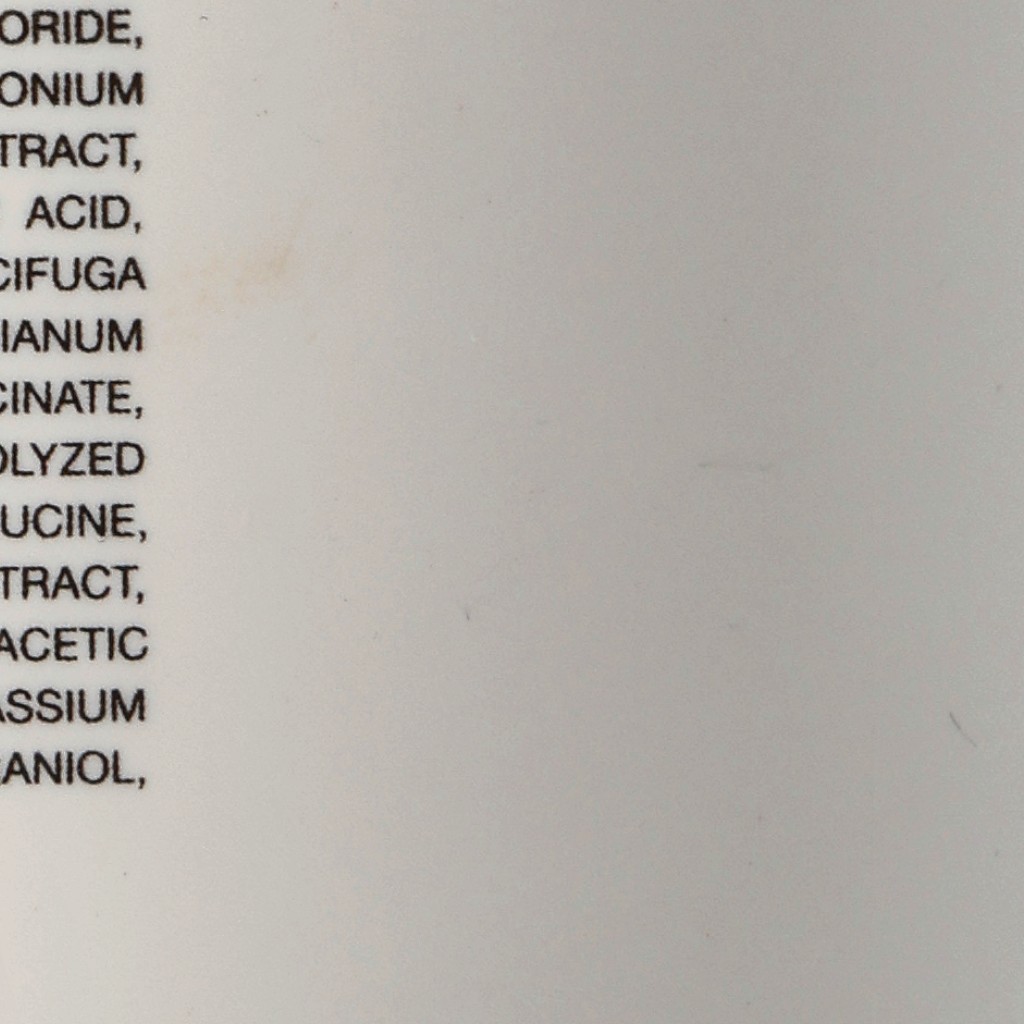 ORIDE,
ONIUM
TRACT,
ACID,
CIFUGA
IANUM
CINATE,
OLYZED
UCINE,
TRACT,
ACETIC
ASSIUM
ANIOL,